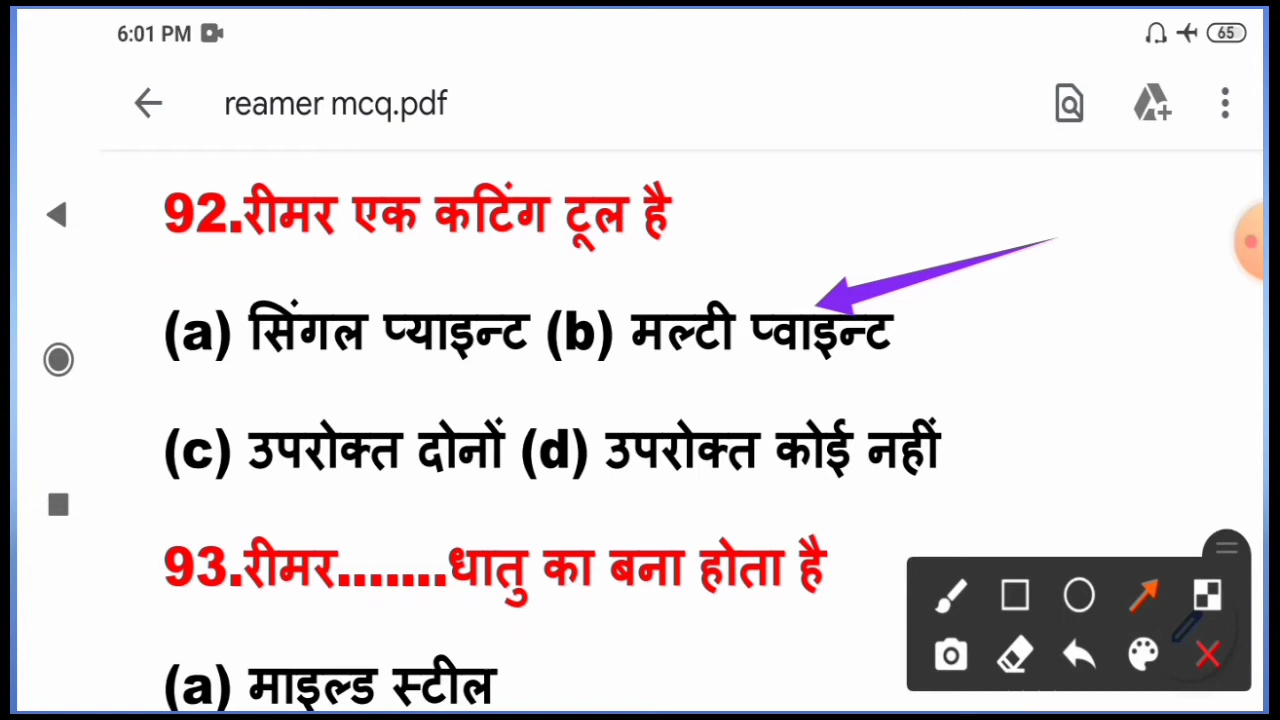 6:01 PM
65
reamer mcq.pdf
92.रीमर एक कटिंग टूल है
(a) सिंगल प्याइन्ट (b) मल्टी प्वाइन्ट
(c) उपरोक्त दोनों (d) उपरोक्त कोई नहीं
93.रीमर.......धातु का बना होता है
(a) माइल्ड स्टील